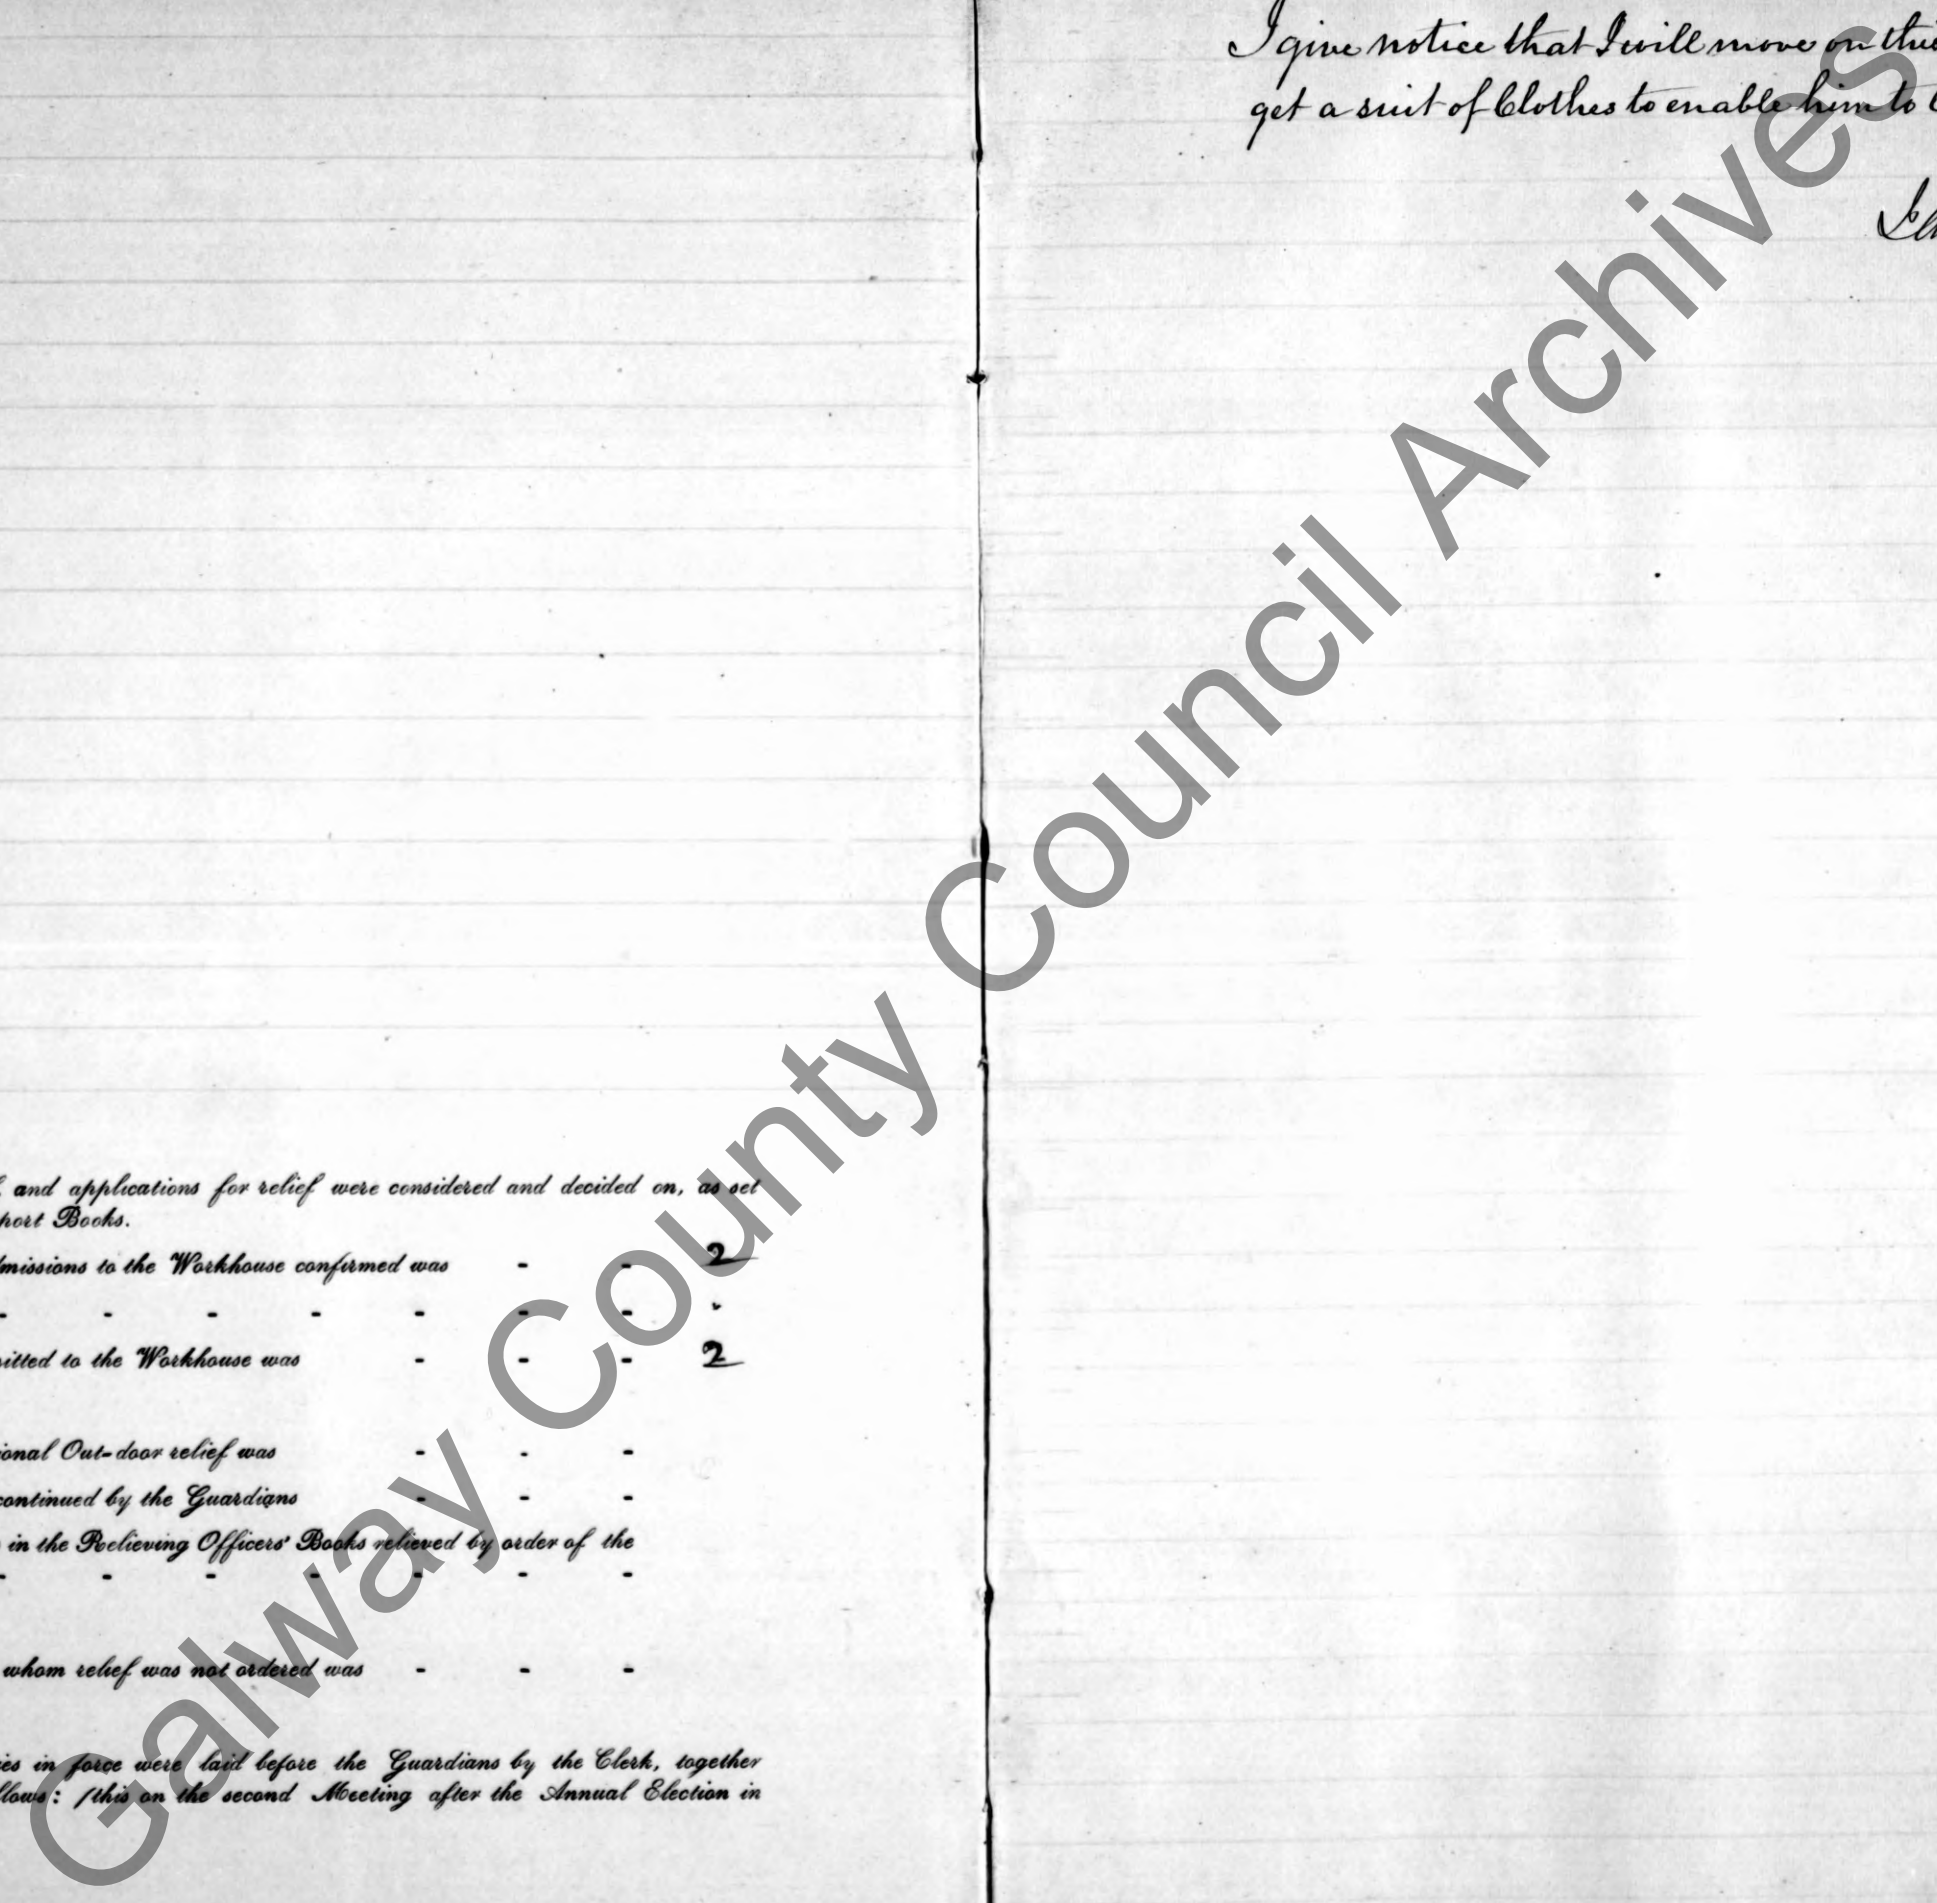 and applications for relief were considered and decided on, as set
port Books.
missions to the Workhouse confirmed was - - 2
- - - - - - -
itted to the Workhouse was - - - 2
ional Out-door relief was - - -
continued by the Guardians - - -
in the Relieving Officers' Books relieved by order of the
- - - - - - -
whom relief was not ordered was - - -
ies in force were laid before the Guardians by the Clerk, together
llows: (this on the second Meeting after the Annual Election in
I give notice that I will move on this
get a suit of Clothes to enable him to
Galway County Council Archives